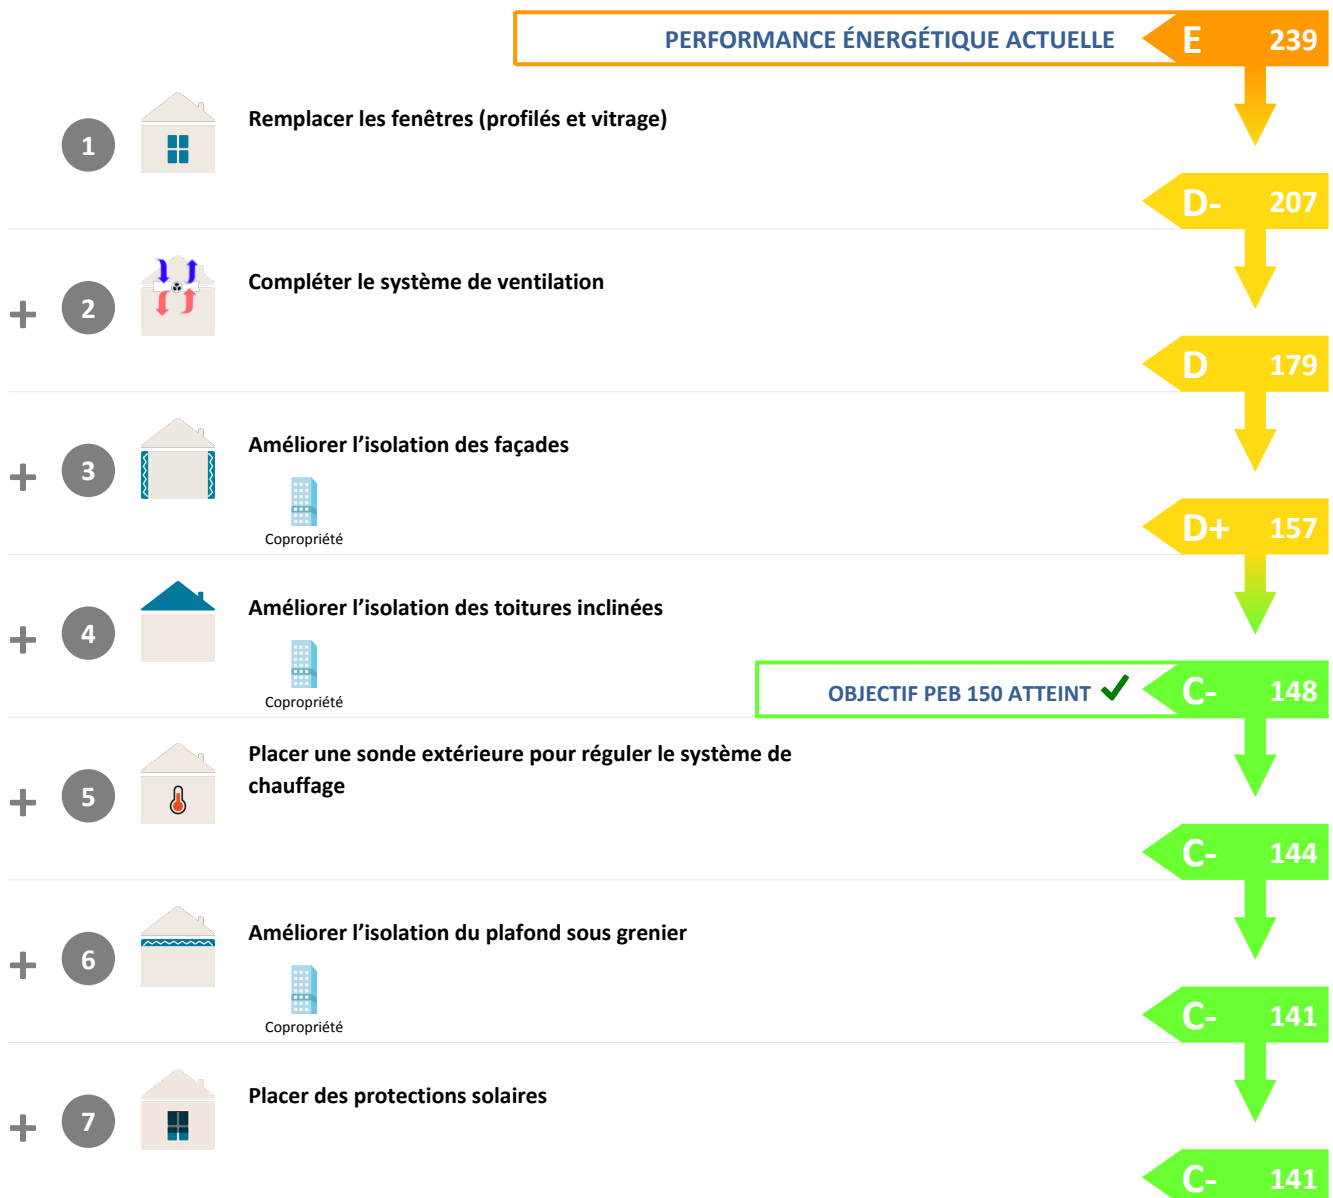 PERFORMANCE ÉNERGÉTIQUE ACTUELLE E 239
1 Remplacer les fenêtres (profilés et vitrage)
D- 207
+ 2 Compléter le système de ventilation
D 179
+ 3 Améliorer l’isolation des façades
Copropriété
D+ 157
+ 4 Améliorer l’isolation des toitures inclinées
Copropriété
OBJECTIF PEB 150 ATTEINT ✓ C- 148
+ 5 Placer une sonde extérieure pour réguler le système de
chauffage
C- 144
+ 6 Améliorer l’isolation du plafond sous grenier
Copropriété
C- 141
+ 7 Placer des protections solaires
C- 141